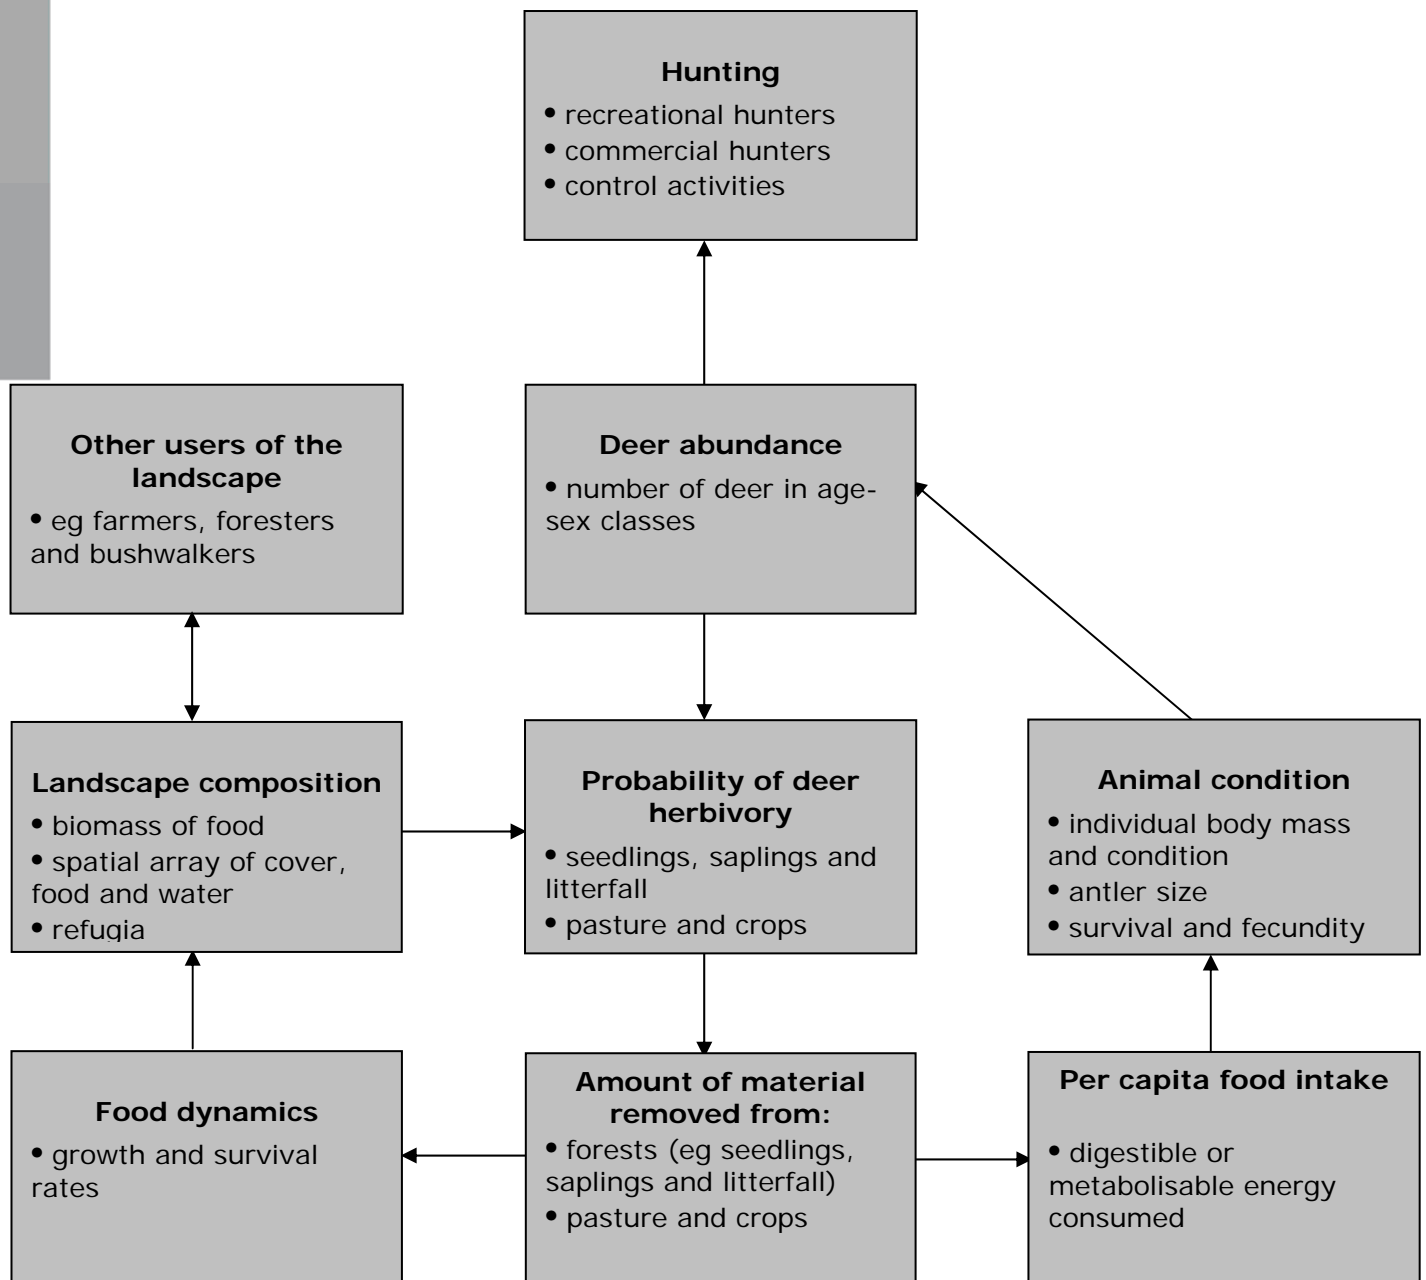 Hunting
• recreational hunters
• commercial hunters
• control activities
Other users of the
landscape
• eg farmers, foresters
and bushwalkers
Deer abundance
• number of deer in age-
sex classes
Landscape composition
• biomass of food
• spatial array of cover,
food and water
• refugia
Probability of deer
herbivory
• seedlings, saplings and
litterfall
• pasture and crops
Animal condition
• individual body mass
and condition
• antler size
• survival and fecundity
Food dynamics
• growth and survival
rates
Amount of material
removed from:
• forests (eg seedlings,
saplings and litterfall)
• pasture and crops
Per capita food intake
• digestible or
metabolisable energy
consumed